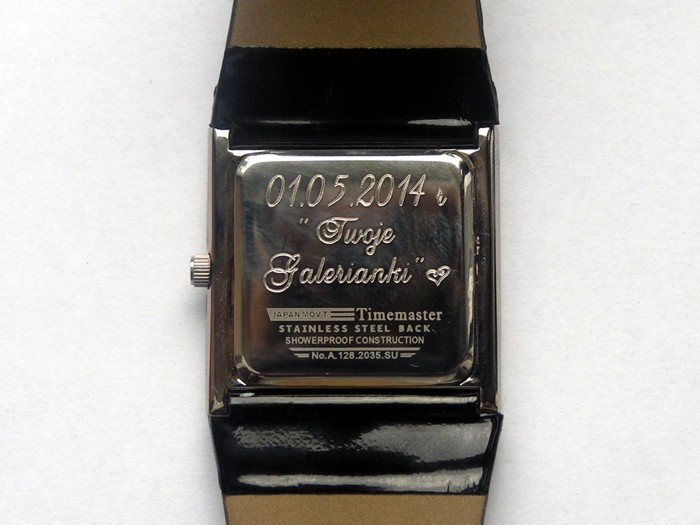 01.05.2014 r
"Twoje
Galerianki"
JAPAN MOV'T Timemaster
STAINLESS STEEL BACK
SHOWERPROOF CONSTRUCTION
No.A.128.2035.SU